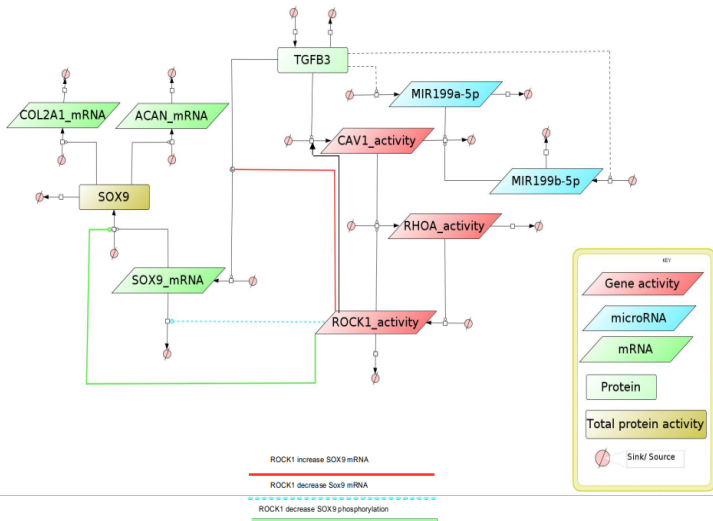 TGFB3
MIR199a-5p
COL2A1_mRNA
ACAN_mRNA
CAV1_activity
MIR199b-5p
SOX9
RHOA_activity
SOX9_mRNA
ROCK1_activity
KEY
Gene activity
microRNA
mRNA
Protein
Total protein activity
Sink/ Source
ROCK1 increase SOX9 mRNA
ROCK1 decrease Sox9 mRNA
ROCK1 decrease SOX9 phosphorylation